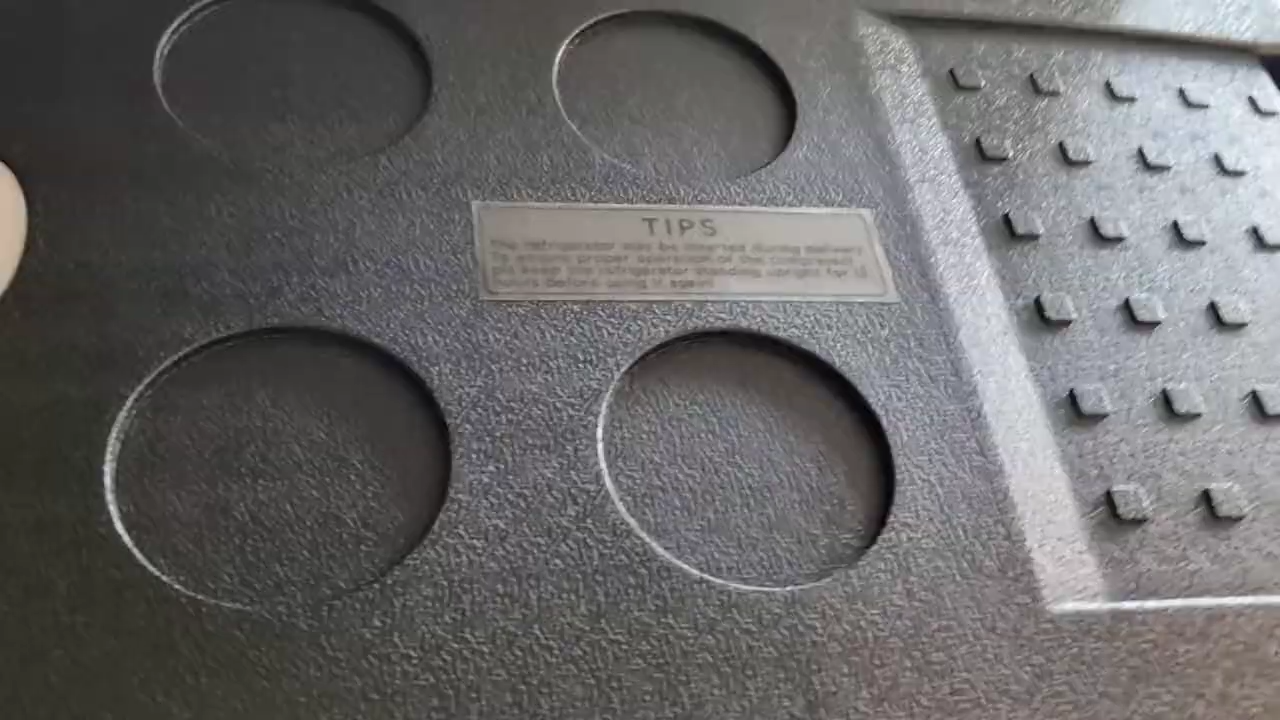 TIPS
The refrigerator may be inverted during delivery.
To ensure proper operation of the compressor,
keep the refrigerator standing upright for 12
hours before using it again.